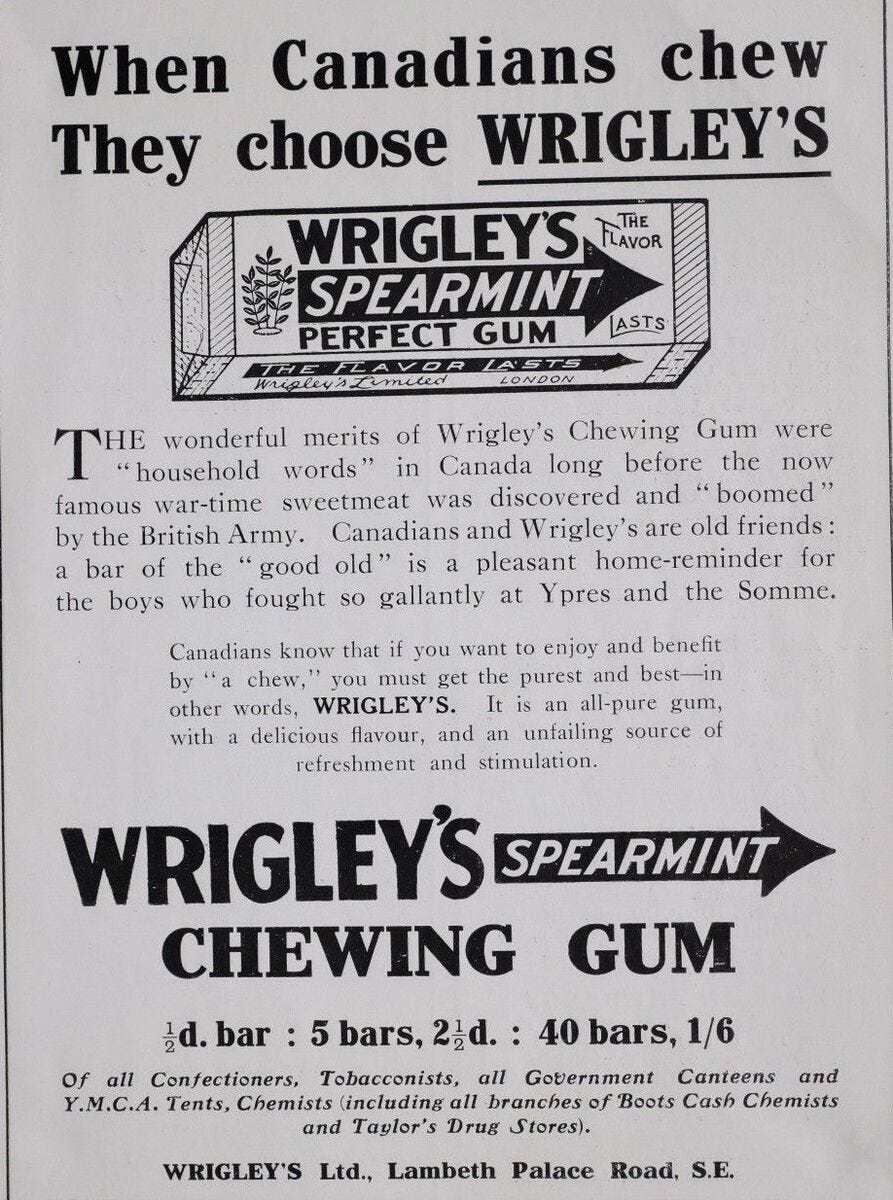 When Canadians chew
They choose WRIGLEY'S
WRIGLEY'S
THE FLAVOR
SPEARMINT
PERFECT GUM
LASTS
THE FLAVOR LASTS
Wrigley's Limited LONDON
THE wonderful merits of Wrigley's Chewing Gum were
"household words" in Canada long before the now
famous war-time sweetmeat was discovered and "boomed"
by the British Army. Canadians and Wrigley's are old friends:
a bar of the "good old" is a pleasant home-reminder for
the boys who fought so gallantly at Ypres and the Somme.
Canadians know that if you want to enjoy and benefit
by "a chew," you must get the purest and best—in
other words, WRIGLEY'S. It is an all-pure gum,
with a delicious flavour, and an unfailing source of
refreshment and stimulation.
WRIGLEY'S SPEARMINT
CHEWING GUM
½d. bar : 5 bars, 2½d. : 40 bars, 1/6
Of all Confectioners, Tobacconists, all Government Canteens and
Y.M.C.A. Tents, Chemists (including all branches of Boots Cash Chemists
and Taylor's Drug Stores).
WRIGLEY'S Ltd., Lambeth Palace Road, S.E.